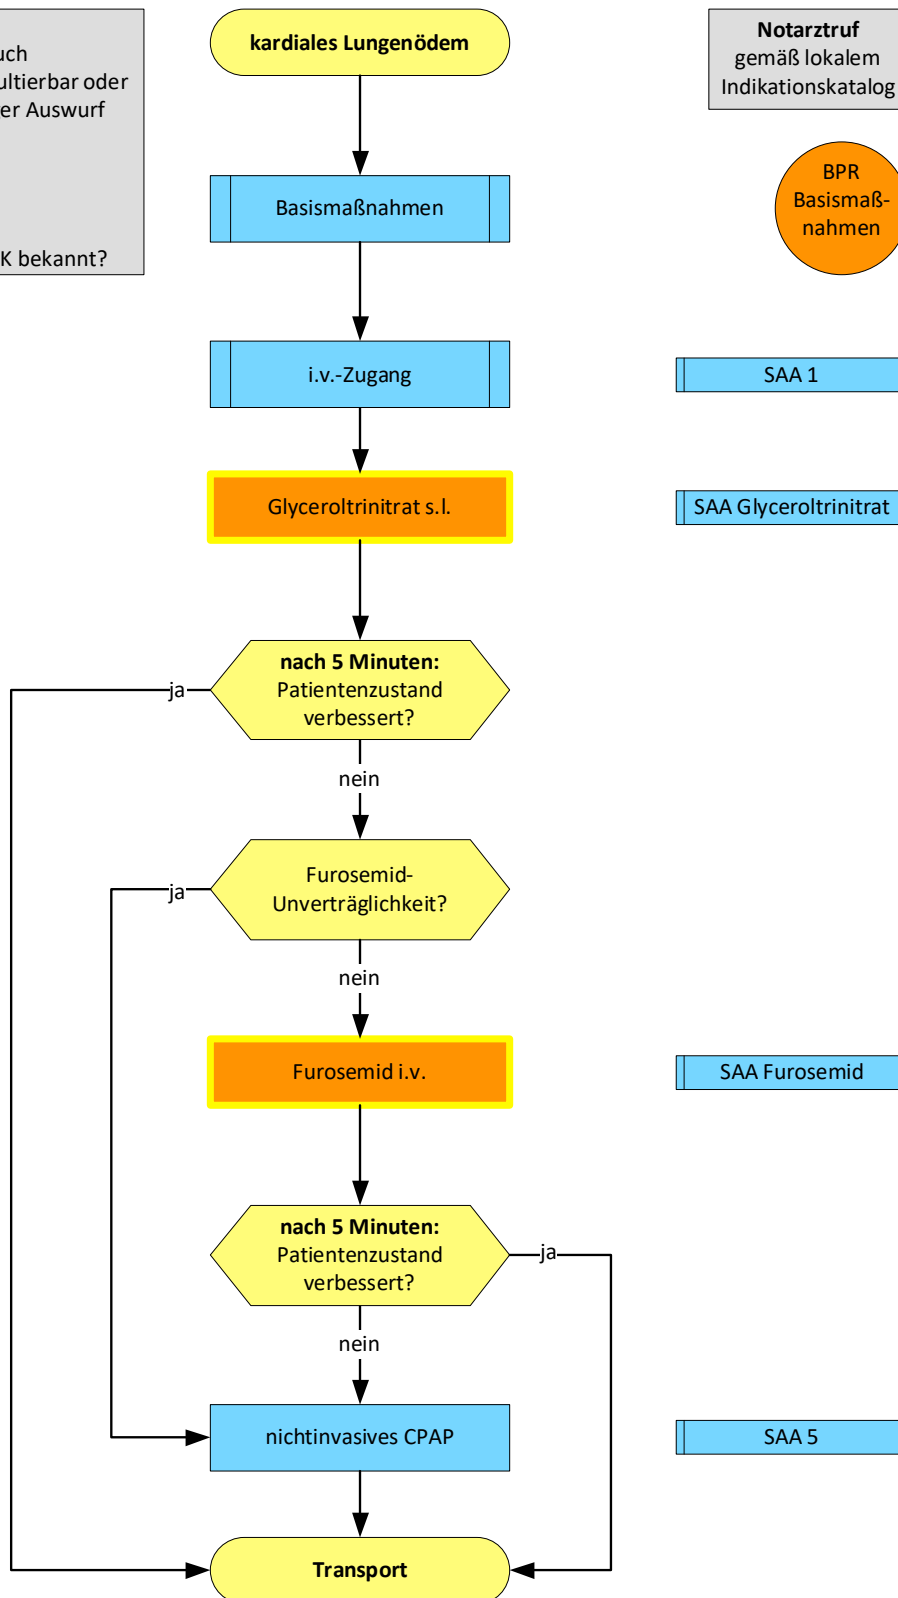 ultierbar oder
er Auswurf
K bekannt?
kardiales Lungenödem
Notarztruf
gemäß lokalem
Indikationskatalog
Basismaßnahmen
BPR
Basismaß-
nahmen
i.v.-Zugang
SAA 1
Glyceroltrinitrat s.l.
SAA Glyceroltrinitrat
nach 5 Minuten:
Patientenzustand
verbessert?
ja
nein
Furosemid-
Unverträglichkeit?
ja
nein
Furosemid i.v.
SAA Furosemid
nach 5 Minuten:
Patientenzustand
verbessert?
ja
nein
nichtinvasives CPAP
SAA 5
Transport